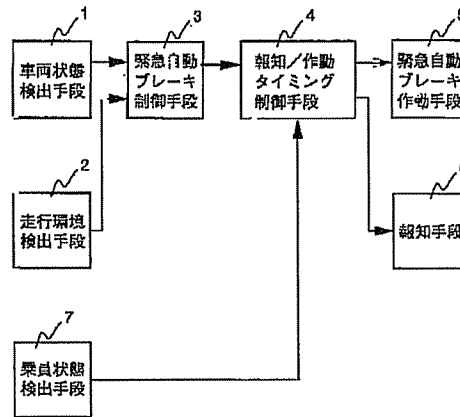 1
車両状態
検出手段
3
緊急自動
ブレーキ
制御手段
4
報知／作動
タイミング
制御手段
緊急自動
ブレーキ
作動手段
2
走行環境
検出手段
報知手段
7
乗員状態
検出手段